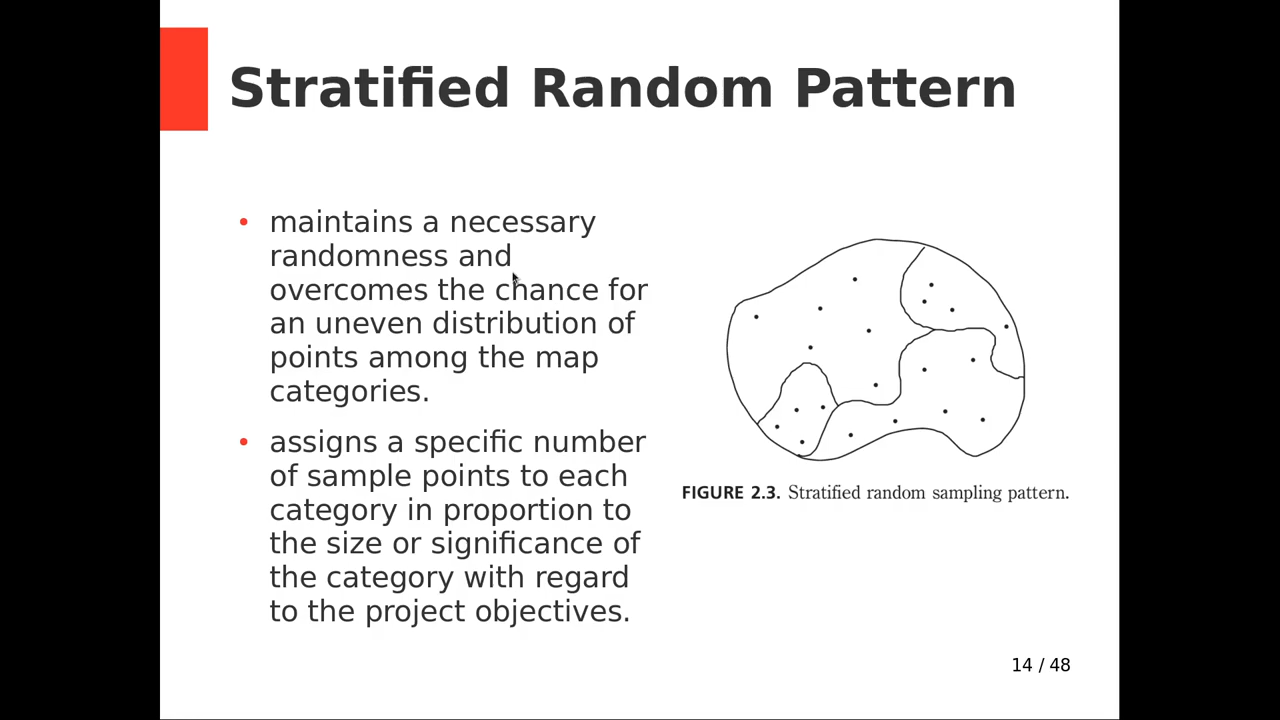 Stratified Random Pattern
• maintains a necessary
randomness and
overcomes the chance for
an uneven distribution of
points among the map
categories.
• assigns a specific number
of sample points to each
category in proportion to
the size or significance of
the category with regard
to the project objectives.
FIGURE 2.3. Stratified random sampling pattern.
14 / 48